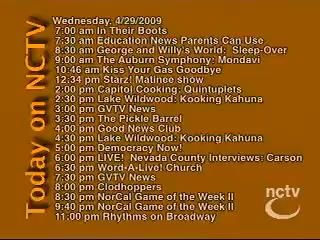 Today on NCTV
Wednesday, 4/29/2009
7:00 am In Their Boots
7:30 am Education News Parents Can Use
8:30 am George and Willy's World: Sleep-Over
9:00 am The Auburn Symphony: Mondavi
10:46 am Kiss Your Gas Goodbye
12:34 pm Starz! Matinee show
2:00 pm Capitol Cooking: Quintuplets
2:30 pm Lake Wildwood: Kooking Kahuna
3:00 pm GVTV News
3:30 pm The Pickle Barrel
4:00 pm Good News Club
4:30 pm Lake Wildwood: Kooking Kahuna
5:00 pm Democracy Now!
6:00 pm LIVE! Nevada County Interviews: Carson
6:30 pm Word-A-Live! Church
7:30 pm GVTV News
8:00 pm Clodhoppers
8:30 pm NorCal Game of the Week II
9:40 pm NorCal Game of the Week II
11:00 pm Rhythms on Broadway
nctv